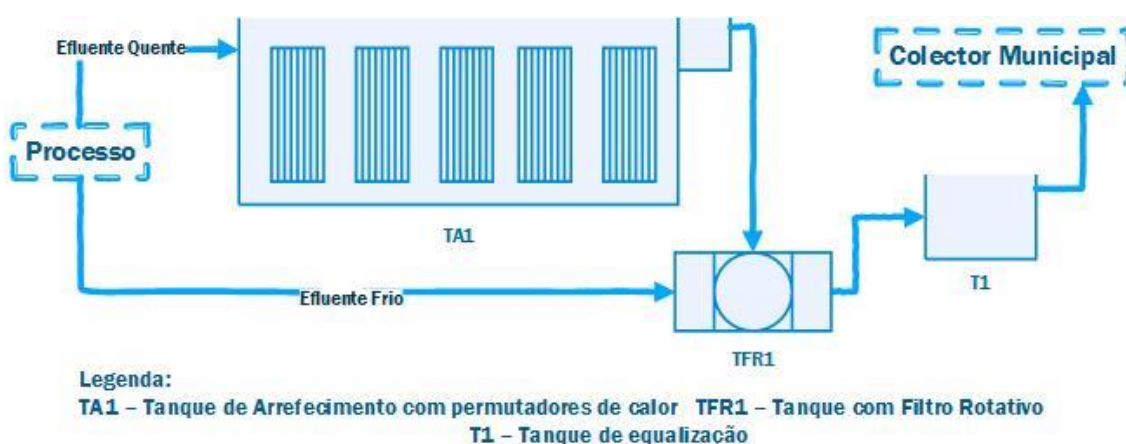 Efluente Quente
Colector Municipal
Processo
TA1
Efluente Frio
T1
TFR1
Legenda:
TA1 – Tanque de Arrefecimento com permutadores de calor TFR1 – Tanque com Filtro Rotativo
T1 – Tanque de equalização